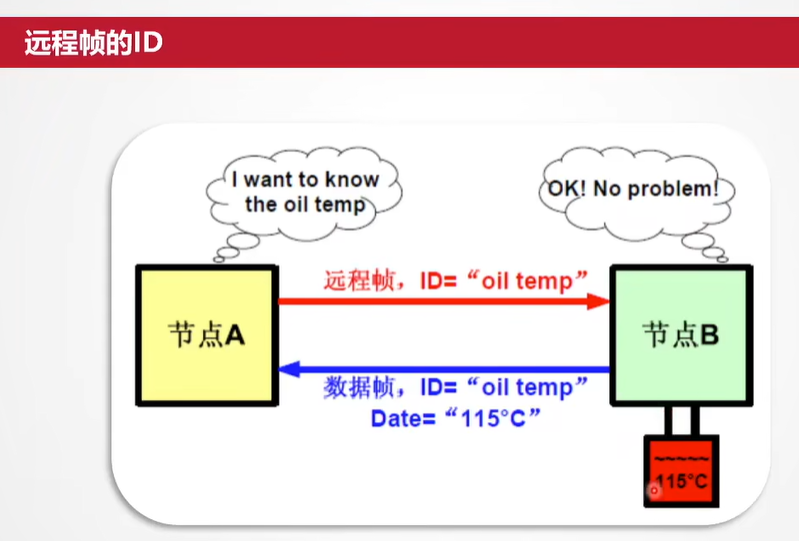 远程帧的ID
I want to know
the oil temp
OK! No problem!
远程帧，ID=“oil temp”
节点A
节点B
数据帧，ID=“oil temp”
Date=“115°C”
~~~~~
115°C